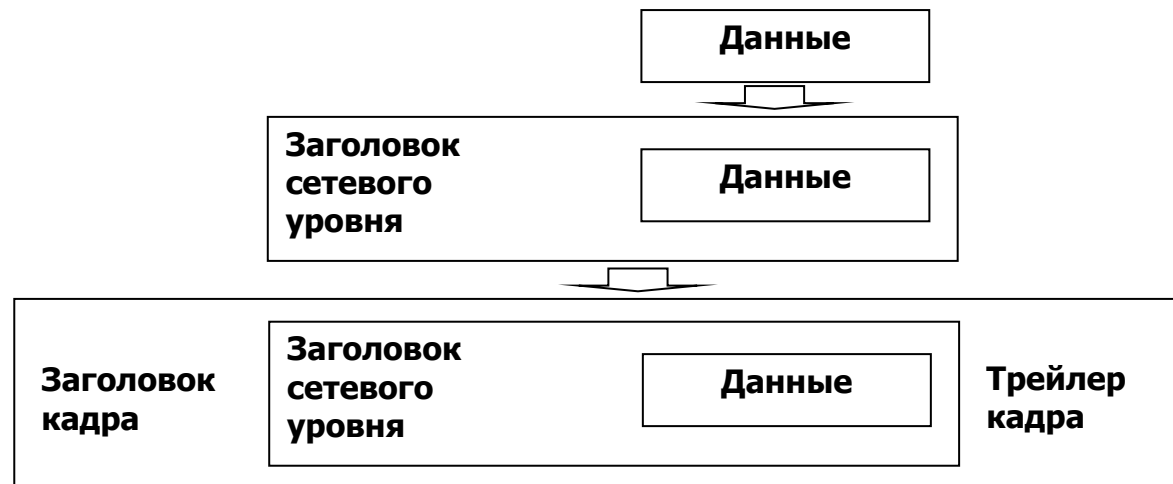 Данные
Заголовок
сетевого
уровня
Данные
Заголовок
кадра
Заголовок
сетевого
уровня
Данные
Трейлер
кадра